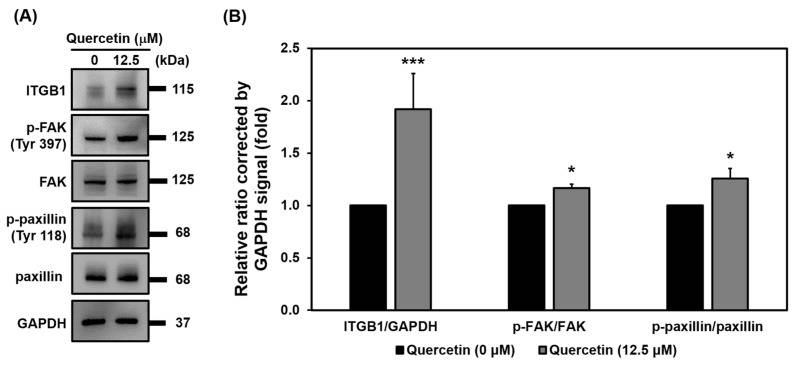 (A)
Quercetin (μM)
0 12.5 (kDa)
ITGB1 115
p-FAK
(Tyr 397) 125
FAK 125
p-paxillin
(Tyr 118) 68
paxillin 68
GAPDH 37
(B)
Relative ratio corrected by
GAPDH signal (fold)
2.5
2.0
1.5
1.0
0.5
0.0
***
*
*
ITGB1/GAPDH p-FAK/FAK p-paxillin/paxillin
Quercetin (0 μM) Quercetin (12.5 μM)